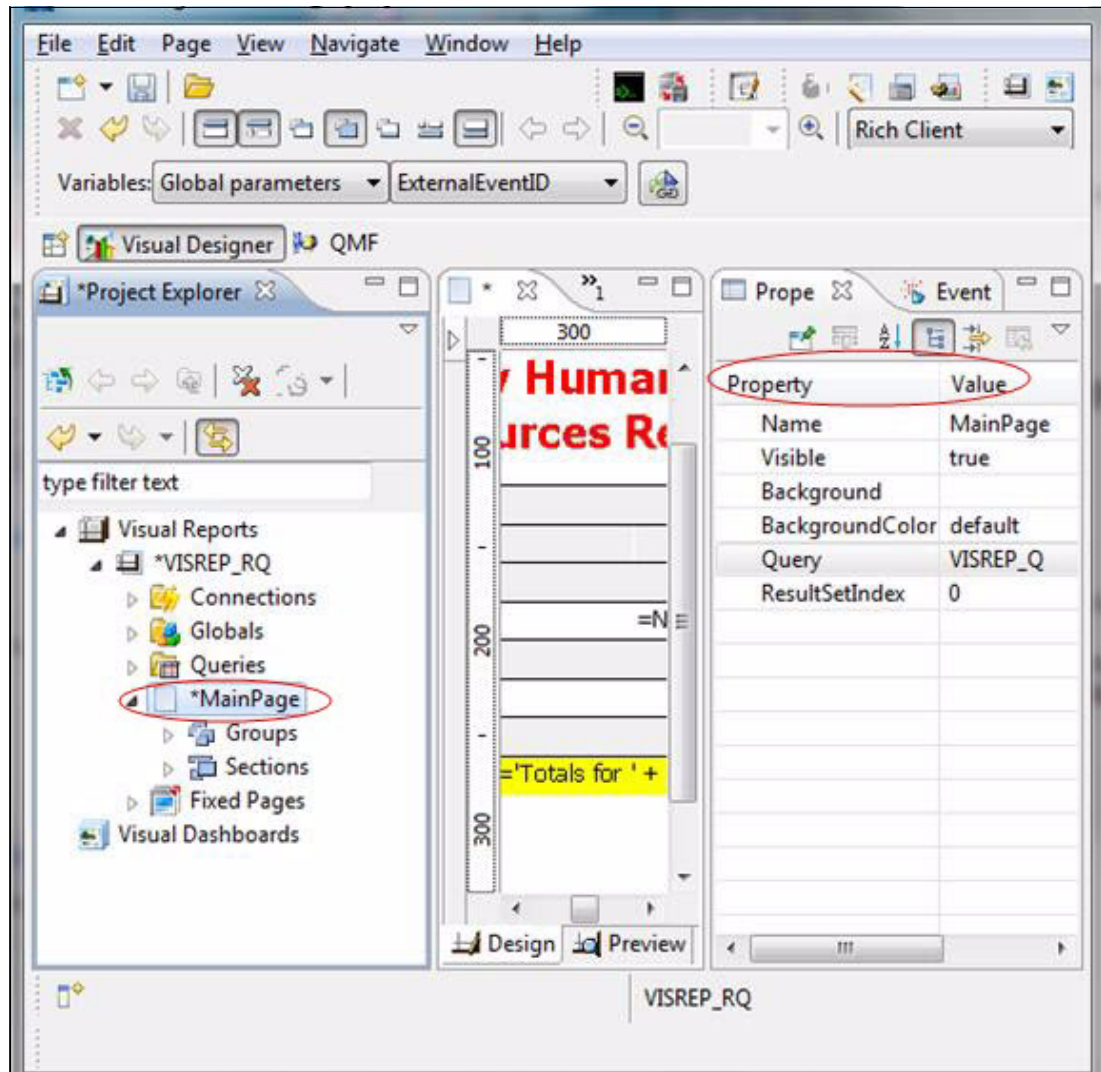 File Edit Page View Navigate Window Help
Rich Client
Variables: Global parameters ExternalEventID
Visual Designer QMF
*Project Explorer
type filter text
Visual Reports
*VISREP_RQ
Connections
Globals
Queries
*MainPage
Groups
Sections
Fixed Pages
Visual Dashboards
* »1
300
100
200
300
y Human
urces Re
=N
='Totals for ' +
Design Preview
Prope Event
Property Value
Name MainPage
Visible true
Background
BackgroundColor default
Query VISREP_Q
ResultSetIndex 0
VISREP_RQ